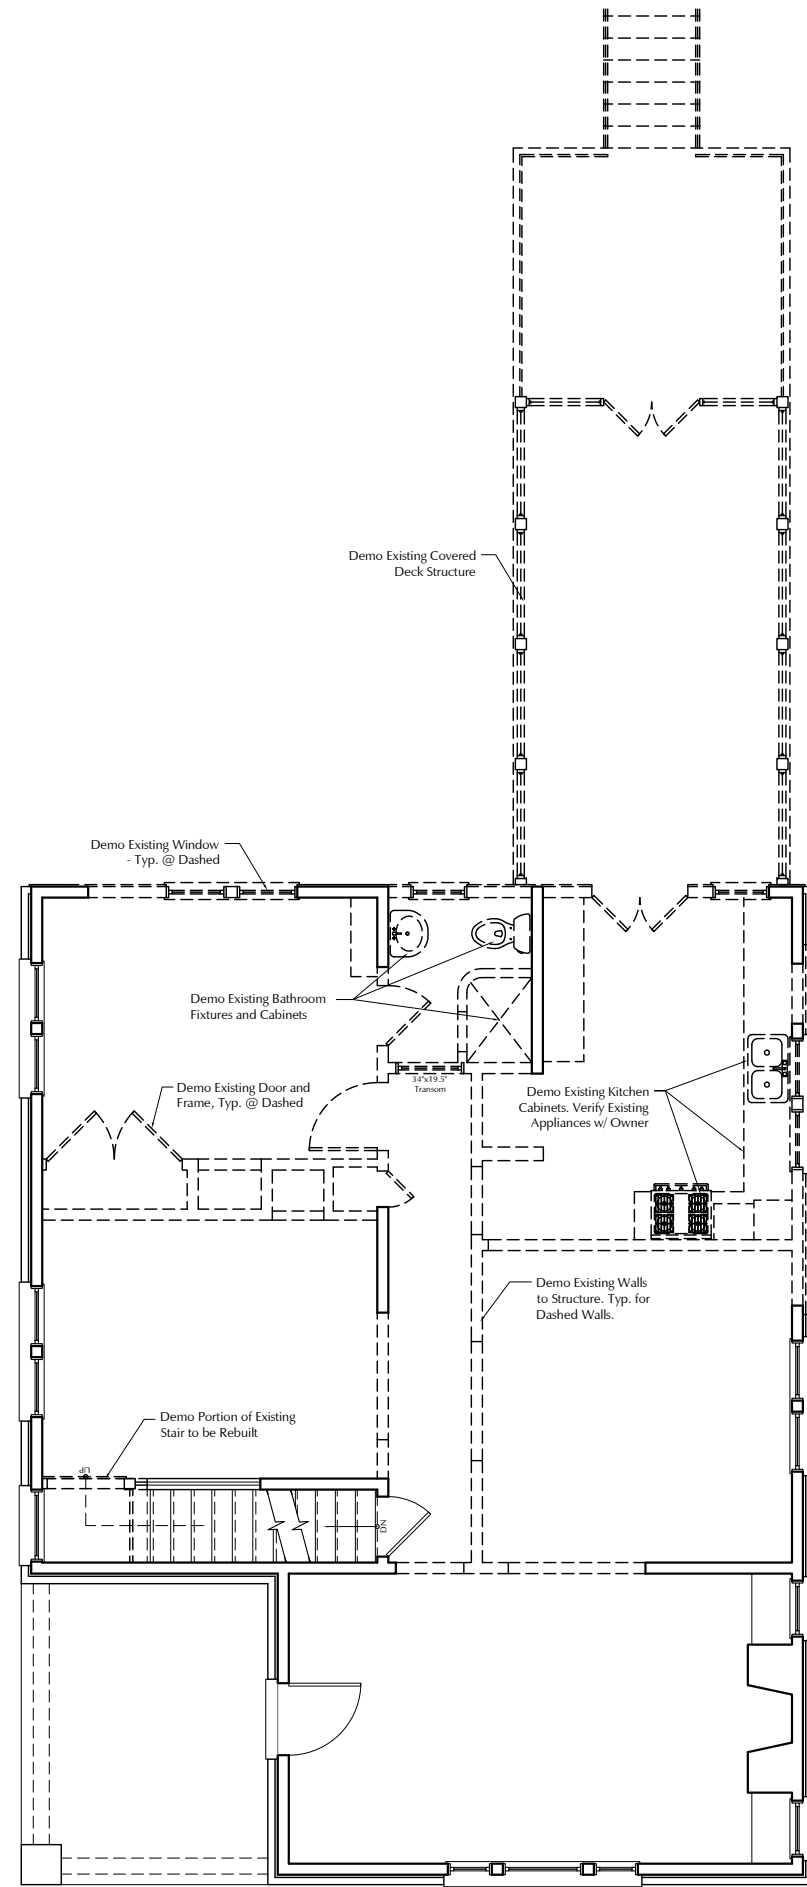 Demo Existing Covered
Deck Structure
Demo Existing Window
- Typ. @ Dashed
Demo Existing Bathroom
Fixtures and Cabinets
34"x19.5"
Transom
Demo Existing Door and
Frame, Typ. @ Dashed
Demo Existing Kitchen
Cabinets. Verify Existing
Appliances w/ Owner
Demo Existing Walls
to Structure. Typ. for
Dashed Walls.
Demo Portion of Existing
Stair to be Rebuilt
UP
DN